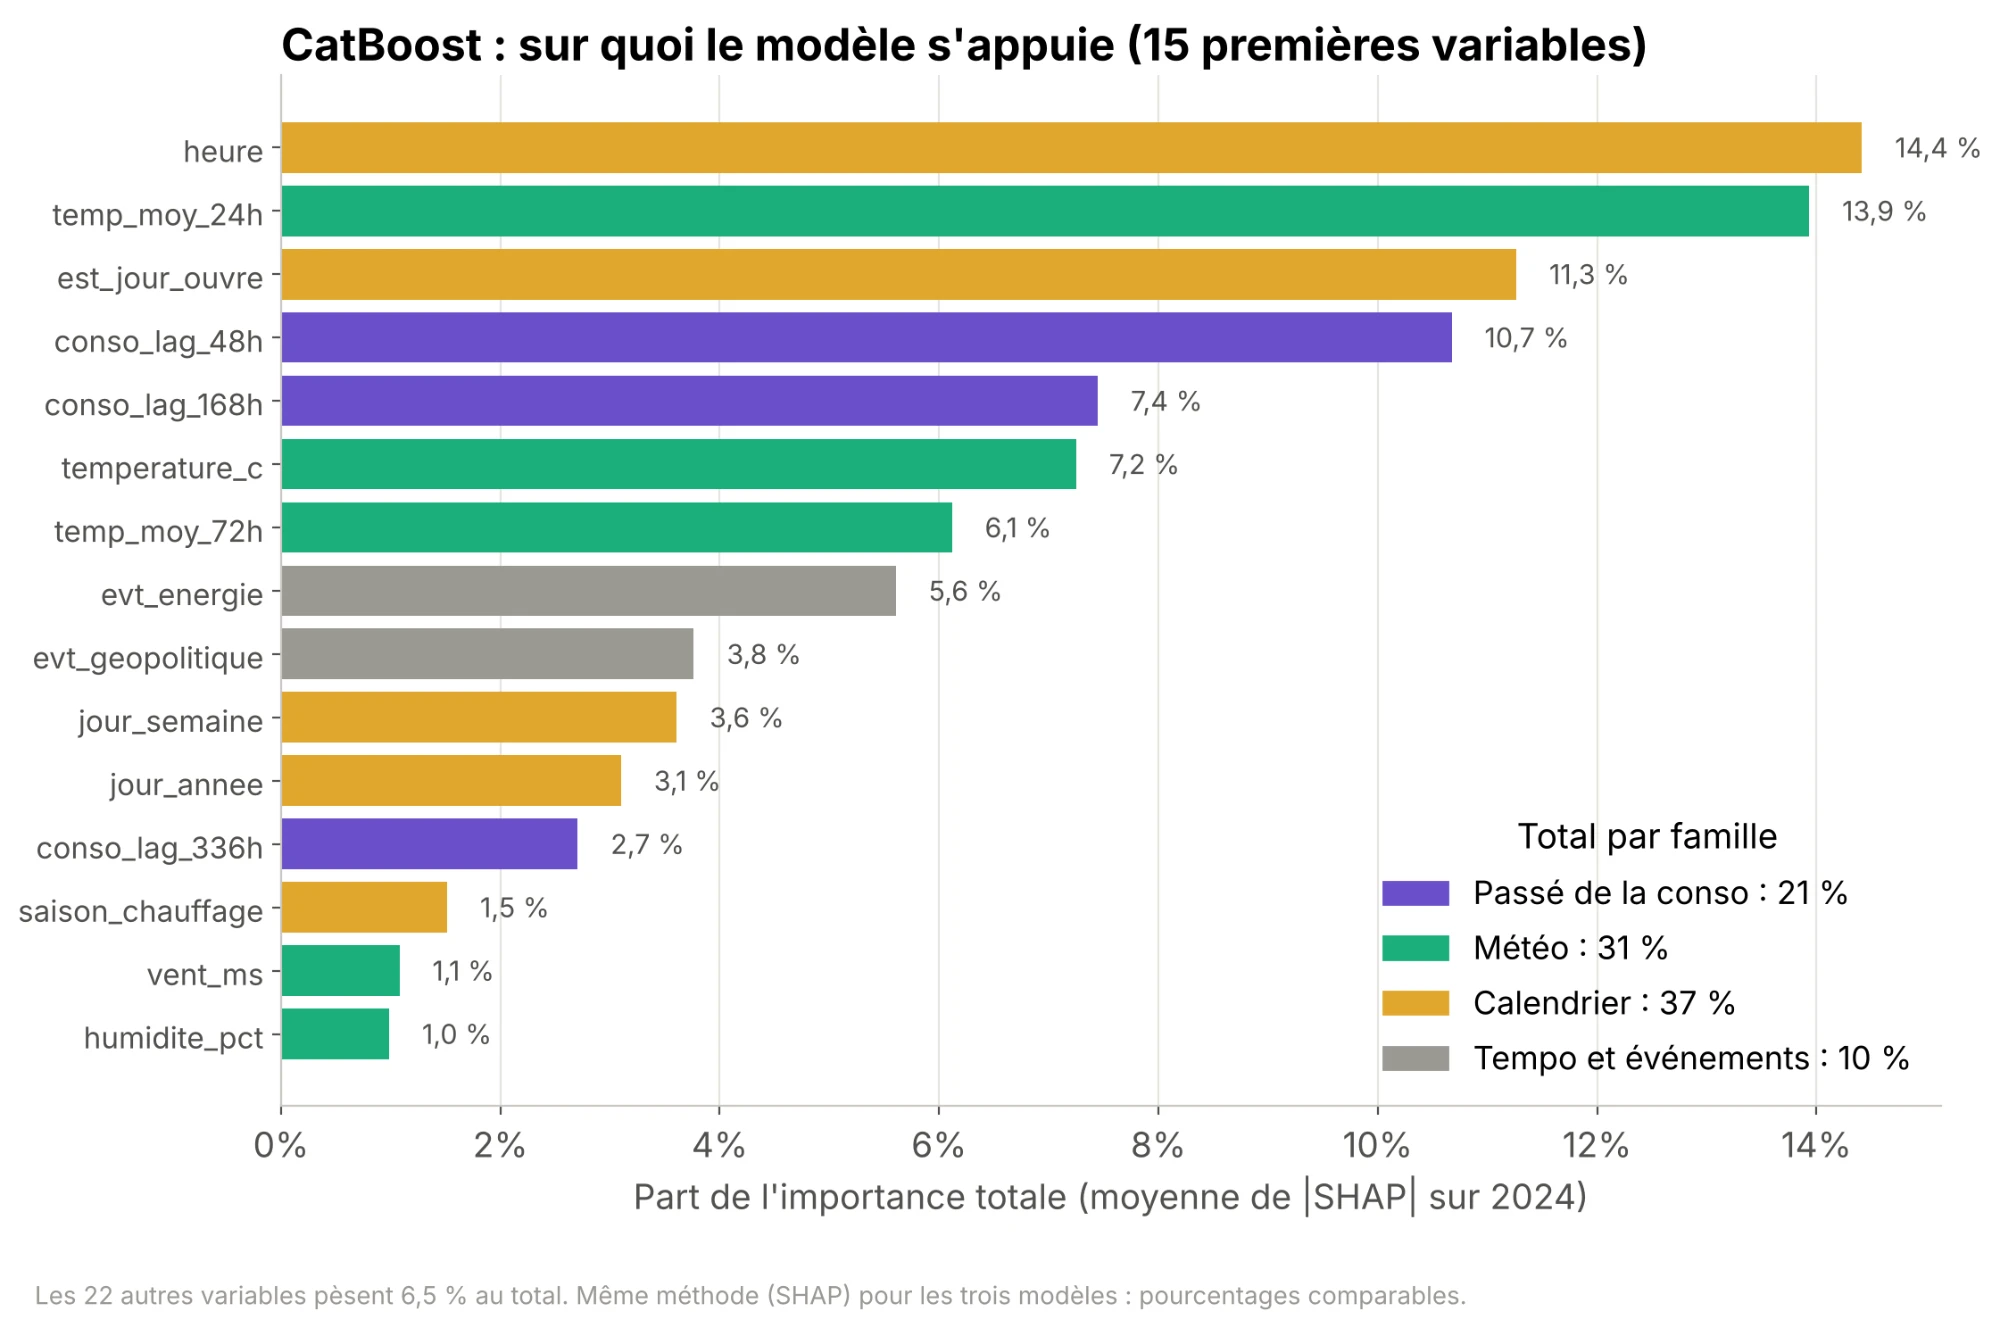 CatBoost : sur quoi le modèle s'appuie (15 premières variables)
heure 14,4 %
temp_moy_24h 13,9 %
est_jour_ouvre 11,3 %
conso_lag_48h 10,7 %
conso_lag_168h 7,4 %
temperature_c 7,2 %
temp_moy_72h 6,1 %
evt_energie 5,6 %
evt_geopolitique 3,8 %
jour_semaine 3,6 %
jour_annee 3,1 %
conso_lag_336h 2,7 %
saison_chauffage 1,5 %
vent_ms 1,1 %
humidite_pct 1,0 %
Total par famille
Passé de la conso : 21 %
Météo : 31 %
Calendrier : 37 %
Tempo et événements : 10 %
0% 2% 4% 6% 8% 10% 12% 14%
Part de l'importance totale (moyenne de |SHAP| sur 2024)
Les 22 autres variables pèsent 6,5 % au total. Même méthode (SHAP) pour les trois modèles : pourcentages comparables.